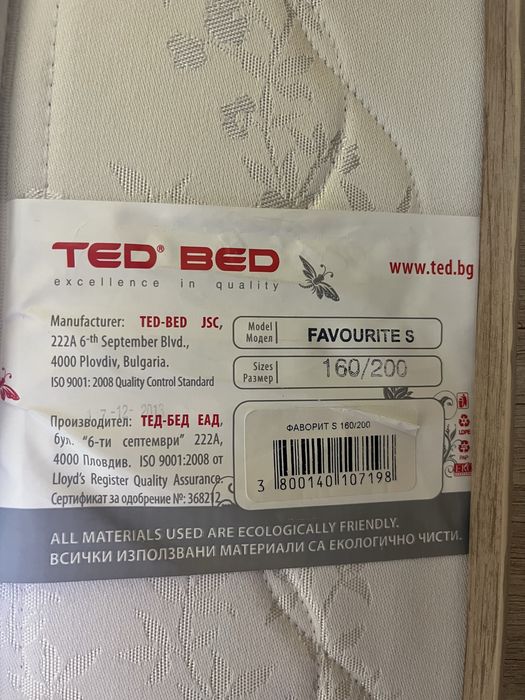 TED® BED
excellence in quality
www.ted.bg
Manufacturer: TED-BED JSC,
222A 6-th September Blvd.,
4000 Plovdiv, Bulgaria.
ISO 9001: 2008 Quality Control Standard
Model
Модел
FAVOURITE S
Sizes
Размер
160/200
Производител: ТЕД-БЕД ЕАД,
бул. "6-ти септември" 222А,
4000 Пловдив. ISO 9001:2008 от
Lloyd's Register Quality Assurance.
Сертификат за одобрение №: 368212
ФАВОРИТ S 160/200
3 800140 107198
LDPE
PAP
ALL MATERIALS USED ARE ECOLOGICALLY FRIENDLY.
ВСИЧКИ ИЗПОЛЗВАНИ МАТЕРИАЛИ СА ЕКОЛОГИЧНО ЧИСТИ.